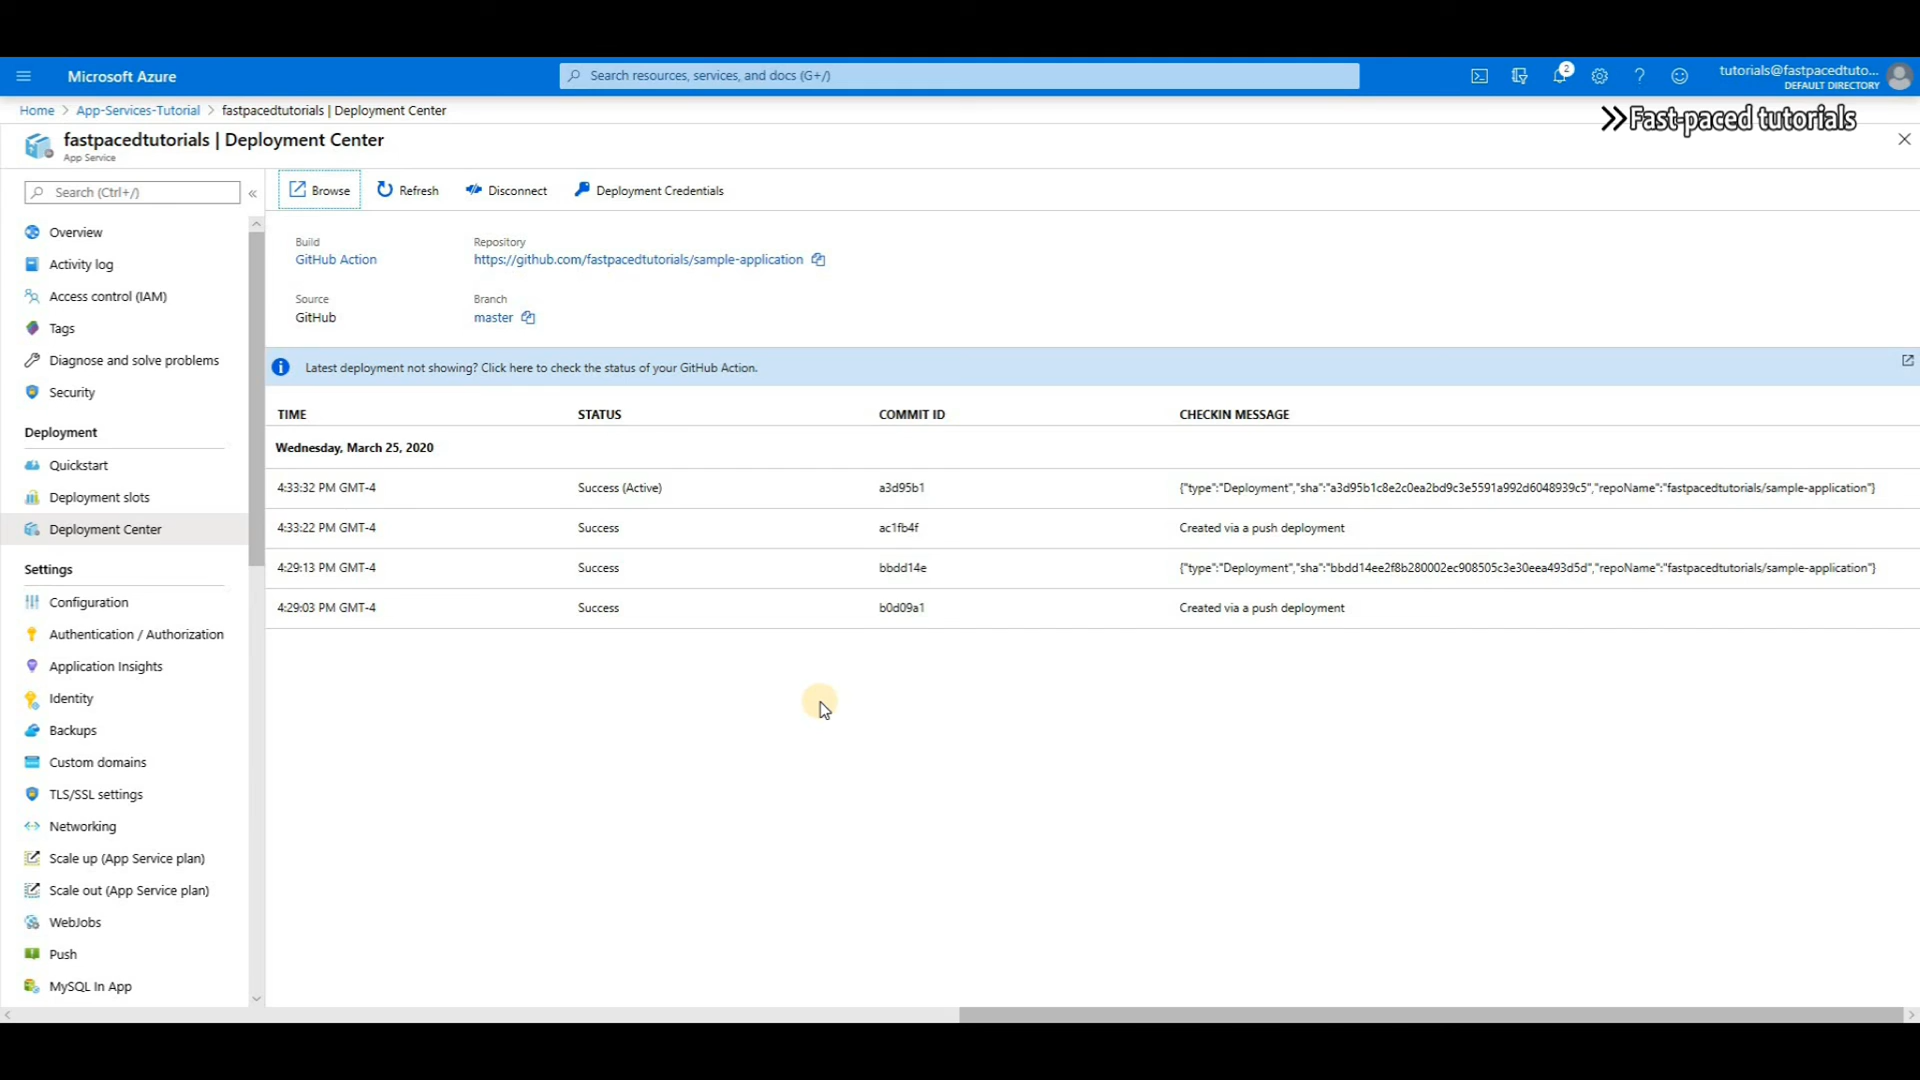 Microsoft Azure
Search resources, services, and docs (G+/)
2
tutorials@fastpacedtuto...
DEFAULT DIRECTORY
Home > App-Services-Tutorial > fastpacedtutorials | Deployment Center
Fast-paced tutorials
fastpacedtutorials | Deployment Center
App Service
Search (Ctrl+/)
Overview
Activity log
Access control (IAM)
Tags
Diagnose and solve problems
Security
Deployment
Quickstart
Deployment slots
Deployment Center
Settings
Configuration
Authentication / Authorization
Application Insights
Identity
Backups
Custom domains
TLS/SSL settings
Networking
Scale up (App Service plan)
Scale out (App Service plan)
WebJobs
Push
MySQL In App
Browse Refresh Disconnect Deployment Credentials
Build Repository
GitHub Action https://github.com/fastpacedtutorials/sample-application
Source Branch
GitHub master
Latest deployment not showing? Click here to check the status of your GitHub Action.
TIME STATUS COMMIT ID CHECKIN MESSAGE
Wednesday, March 25, 2020
4:33:32 PM GMT-4 Success (Active) a3d95b1 {"type":"Deployment","sha":"a3d95b1c8e2c0ea2bd9c3e5591a992d6048939c5","repoName":"fastpacedtutorials/sample-application"}
4:33:22 PM GMT-4 Success ac1fb4f Created via a push deployment
4:29:13 PM GMT-4 Success bbdd14e {"type":"Deployment","sha":"bbdd14ee2f8b280002ec908505c3e30eea493d5d","repoName":"fastpacedtutorials/sample-application"}
4:29:03 PM GMT-4 Success b0d09a1 Created via a push deployment